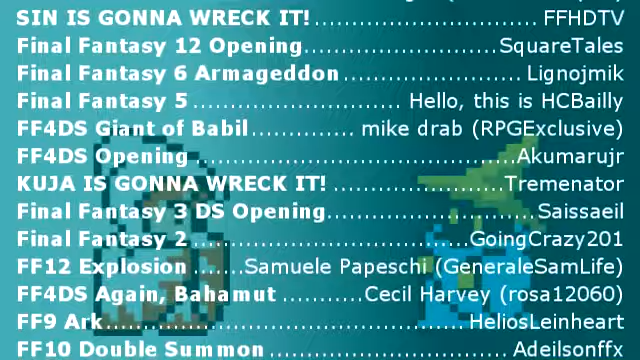 SIN IS GONNA WRECK IT!................................FFHDTV
Final Fantasy 12 Opening............................SquareTales
Final Fantasy 6 Armageddon.......................... Lignojmik
Final Fantasy 5.............................. Hello, this is HCBailly
FF4DS Giant of Babil............... mike drab (RPGExclusive)
FF4DS Opening...............................................Akumarujr
KUJA IS GONNA WRECK IT! .........................Tremenator
Final Fantasy 3 DS Opening..............................Saissaeil
Final Fantasy 2........................................GoingCrazy201
FF12 Explosion.......Samuele Papeschi (GeneraleSamLife)
FF4DS Again, Bahamut ...........Cecil Harvey (rosa12060)
FF9 Ark....................................................HeliosLeinheart
FF10 Double Summon...........................Adeilsonffx